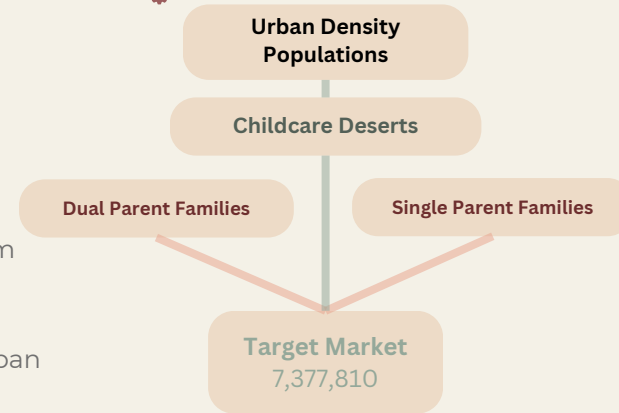 Urban Density
Populations
Childcare Deserts
Dual Parent Families
Single Parent Families
Target Market
7,377,810